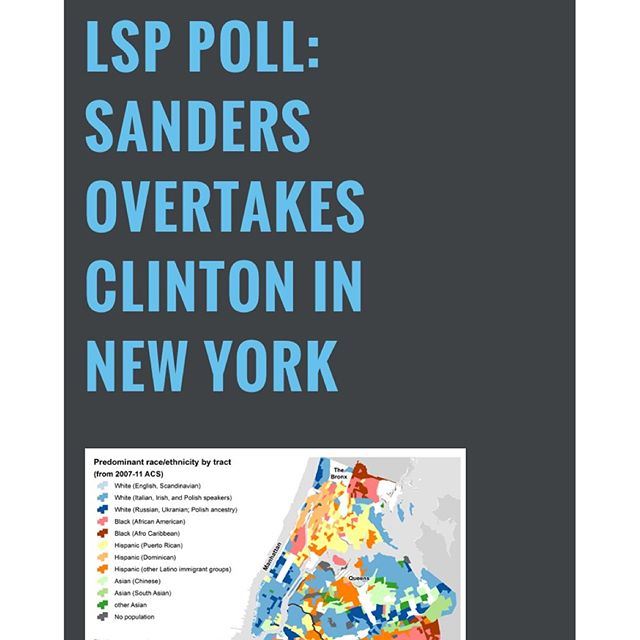 LSP POLL:
SANDERS
OVERTAKES
CLINTON IN
NEW YORK
Predominant race/ethnicity by tract
(from 2007-11 ACS)
White (English, Scandinavian)
White (Italian, Irish, and Polish speakers)
White (Russian, Ukranian; Polish ancestry)
Black (African American)
Black (Afro Caribbean)
Hispanic (Puerto Rican)
Hispanic (Dominican)
Hispanic (other Latino immigrant groups)
Asian (Chinese)
Asian (South Asian)
other Asian
No population
The
Bronx
Manhattan
Queens